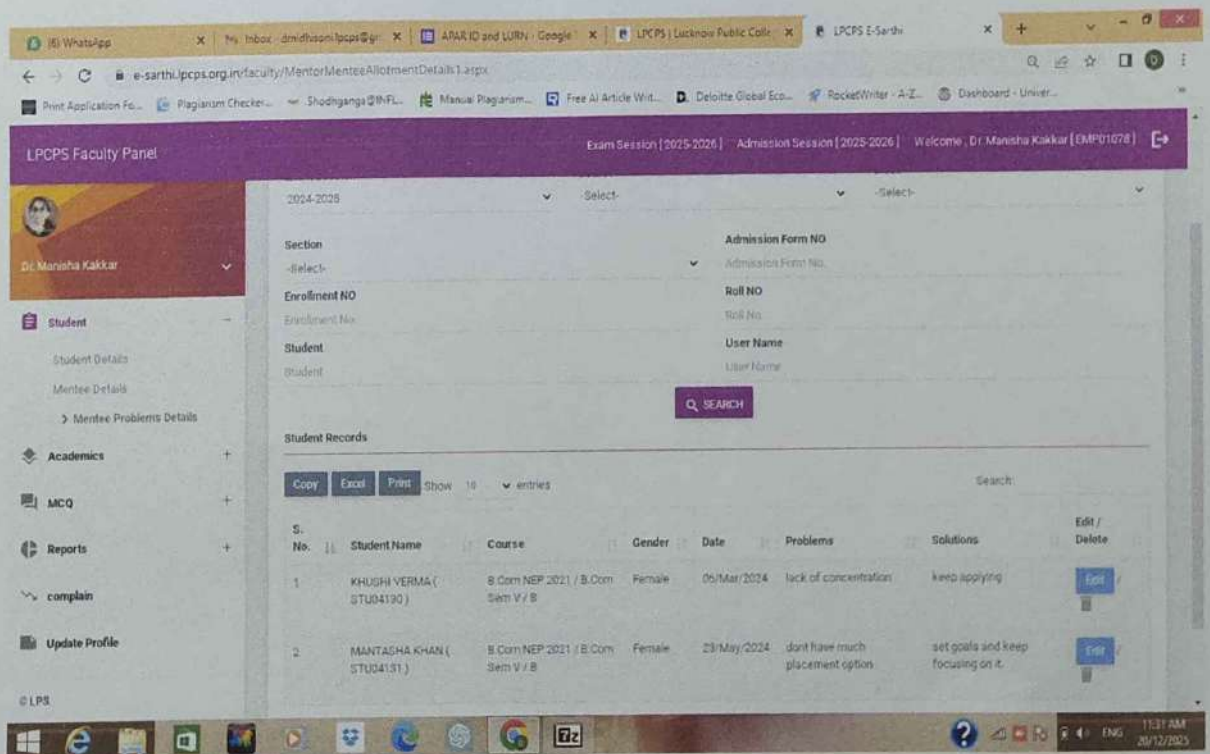 (6) WhatsApp
Inbox - drnidhisoni.lpcps@gr
APAR ID and LURN - Google
LPCPS | Lucknow Public Colle
LPCPS E-Sarthi
e-sarthi.lpcps.org.in/faculty/MentorMenteeAllotmentDetails1.aspx
Print Application Fo...
Plagiarism Checker...
Shodhganga@INFL...
Manual Plagiarism...
Free AI Article Writ...
Deloitte Global Eco...
RocketWriter - A-Z...
Dashboard - Univer...
LPCPS Faculty Panel
Exam Session [ 2025-2026 ] Admission Session [ 2025-2026 ] Welcome , Dr. Manisha Kakkar [ EMP01078 ]
Dr. Manisha Kakkar
Student
Student Details
Mentee Details
Mentee Problems Details
Academics
MCQ
Reports
complain
Update Profile
© LPS
2024-2025
-Select-
-Select-
Section
-Select-
Admission Form NO
Admission Form No.
Enrollment NO
Enrollment No.
Roll NO
Roll No.
Student
Student
User Name
User Name
SEARCH
Student Records
Copy Excel Print Show 10 entries
Search:
S. No. Student Name Course Gender Date Problems Solutions Edit / Delete
1 KHUSHI VERMA ( B.Com NEP 2021 / B.Com Female 06/Mar/2024 lack of concentration keep applying Edit /
STU04190 ) Sem V / B
2 MANTASHA KHAN ( B.Com NEP 2021 / B.Com Female 23/May/2024 dont have much set goals and keep Edit /
STU04151 ) Sem V / B placement option focusing on it.
7z
ENG
11:31 AM
20/12/2025